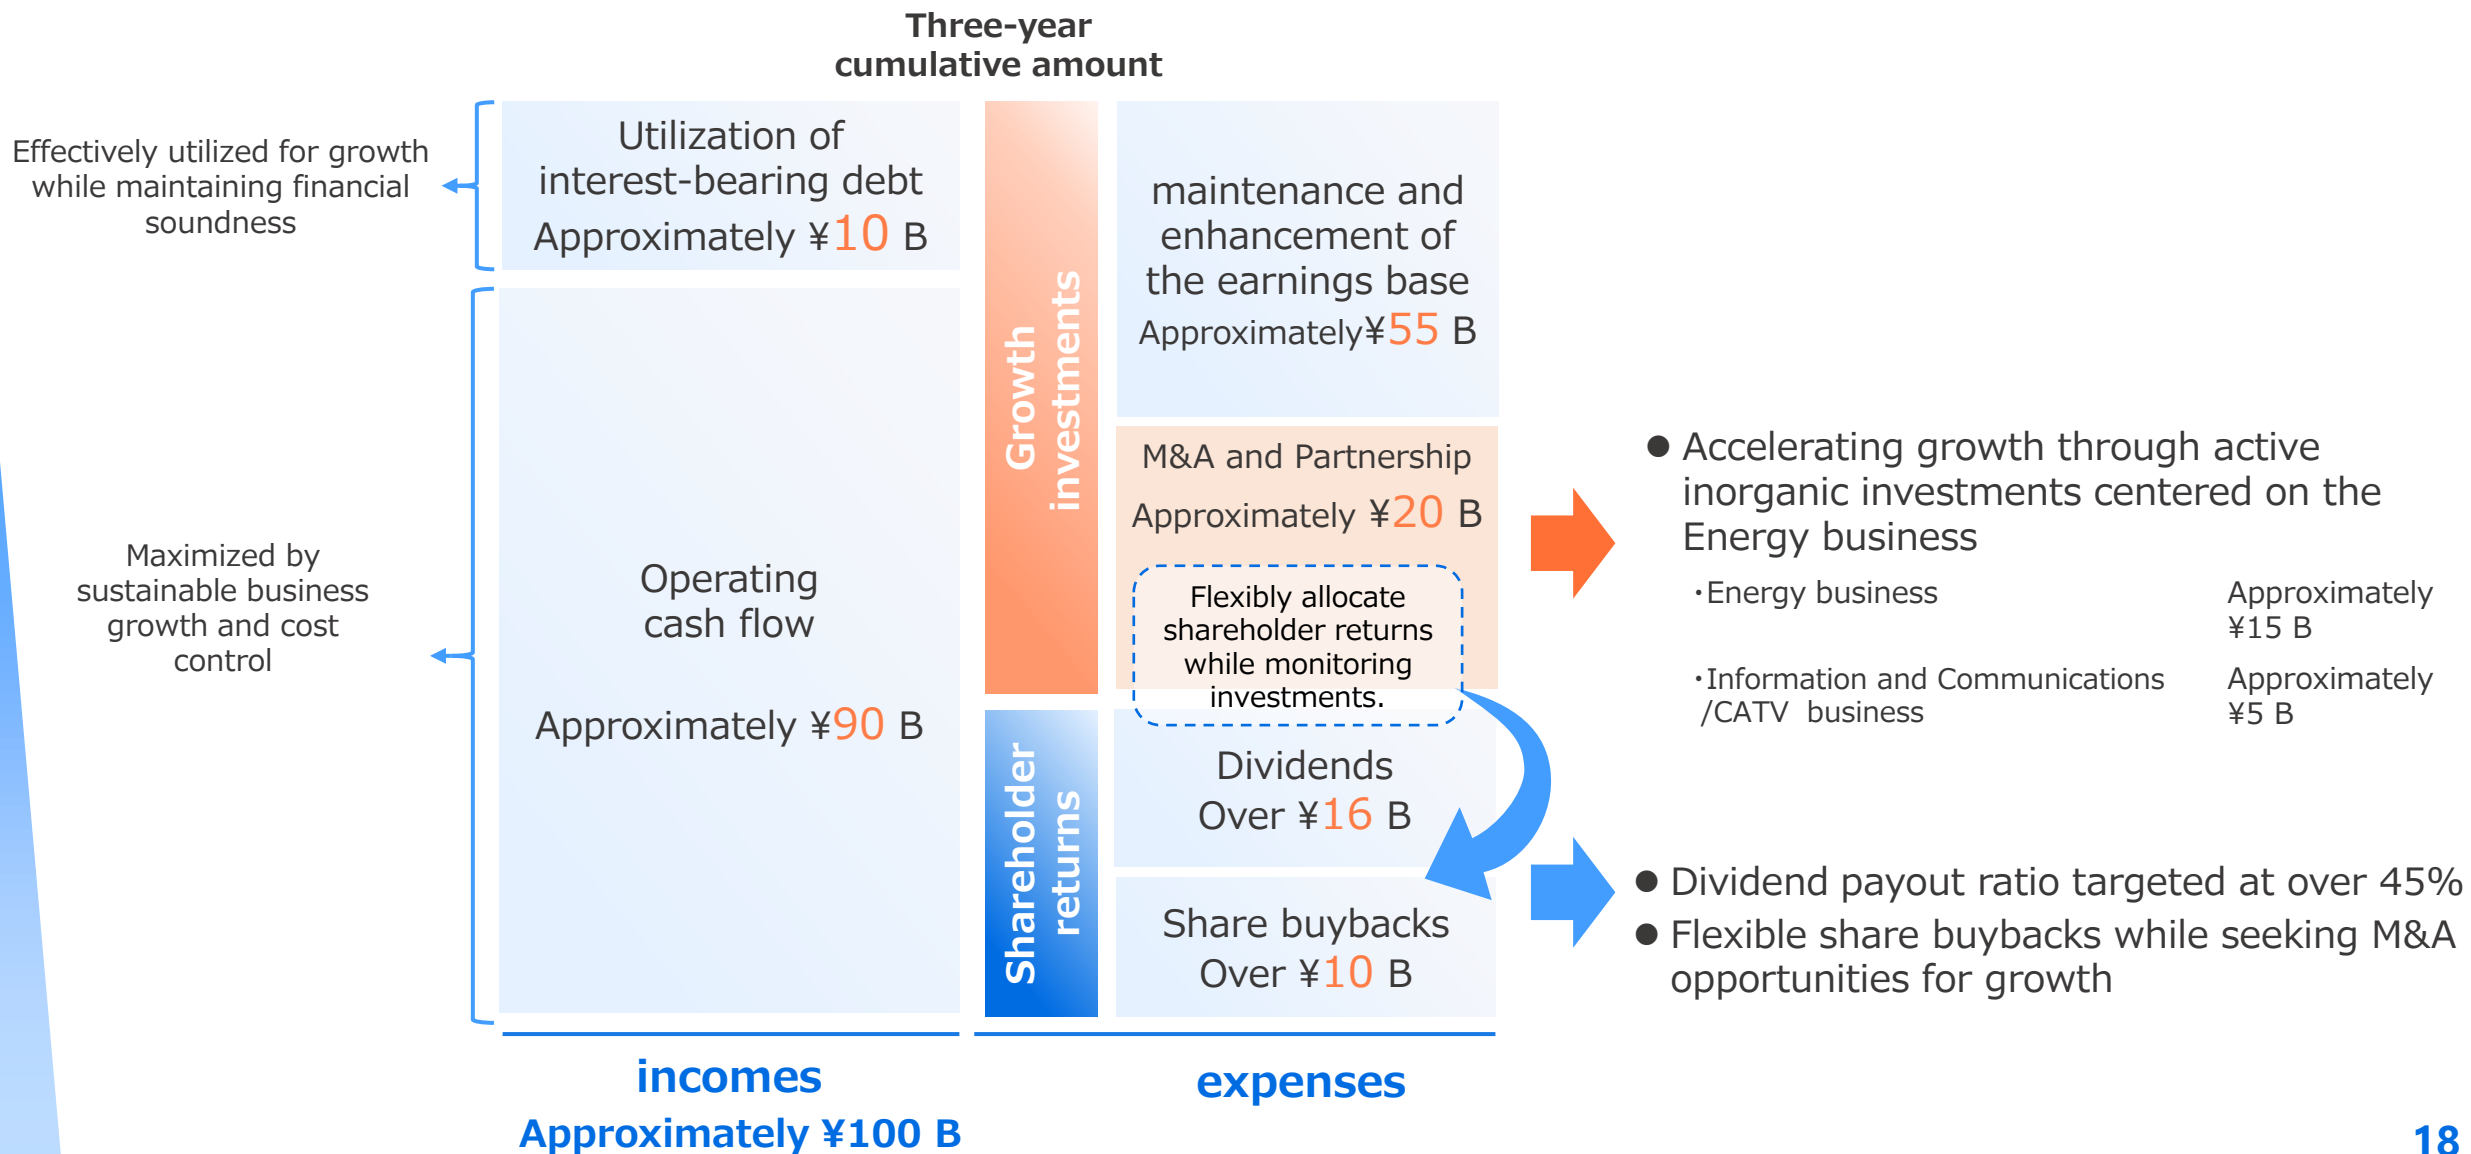 Three-year
cumulative amount
Effectively utilized for growth
while maintaining financial
soundness
Utilization of
interest-bearing debt
Approximately ¥10 B
Maximized by
sustainable business
growth and cost
control
Operating
cash flow
Approximately ¥90 B
Growth
investments
maintenance and
enhancement of
the earnings base
Approximately¥55 B
M&A and Partnership
Approximately ¥20 B
Flexibly allocate
shareholder returns
while monitoring
investments.
Shareholder
returns
Dividends
Over ¥16 B
Share buybacks
Over ¥10 B
● Accelerating growth through active
inorganic investments centered on the
Energy business
・Energy business Approximately
¥15 B
・Information and Communications Approximately
/CATV business ¥5 B
● Dividend payout ratio targeted at over 45%
● Flexible share buybacks while seeking M&A
opportunities for growth
incomes
Approximately ¥100 B
expenses
18